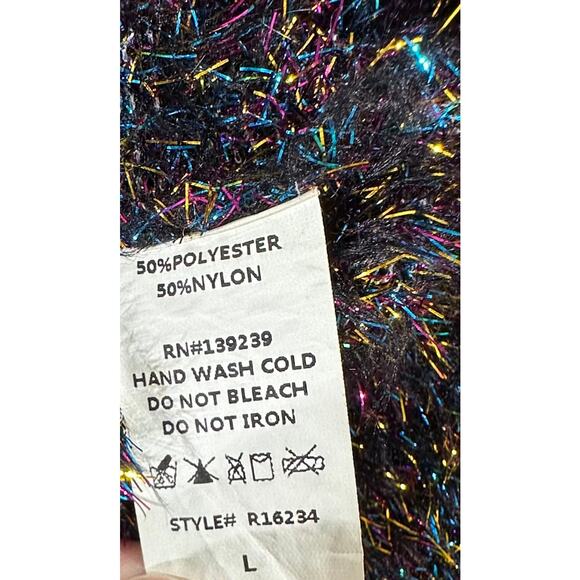 50%POLYESTER
50%NYLON
RN#139239
HAND WASH COLD
DO NOT BLEACH
DO NOT IRON
STYLE# R16234
L